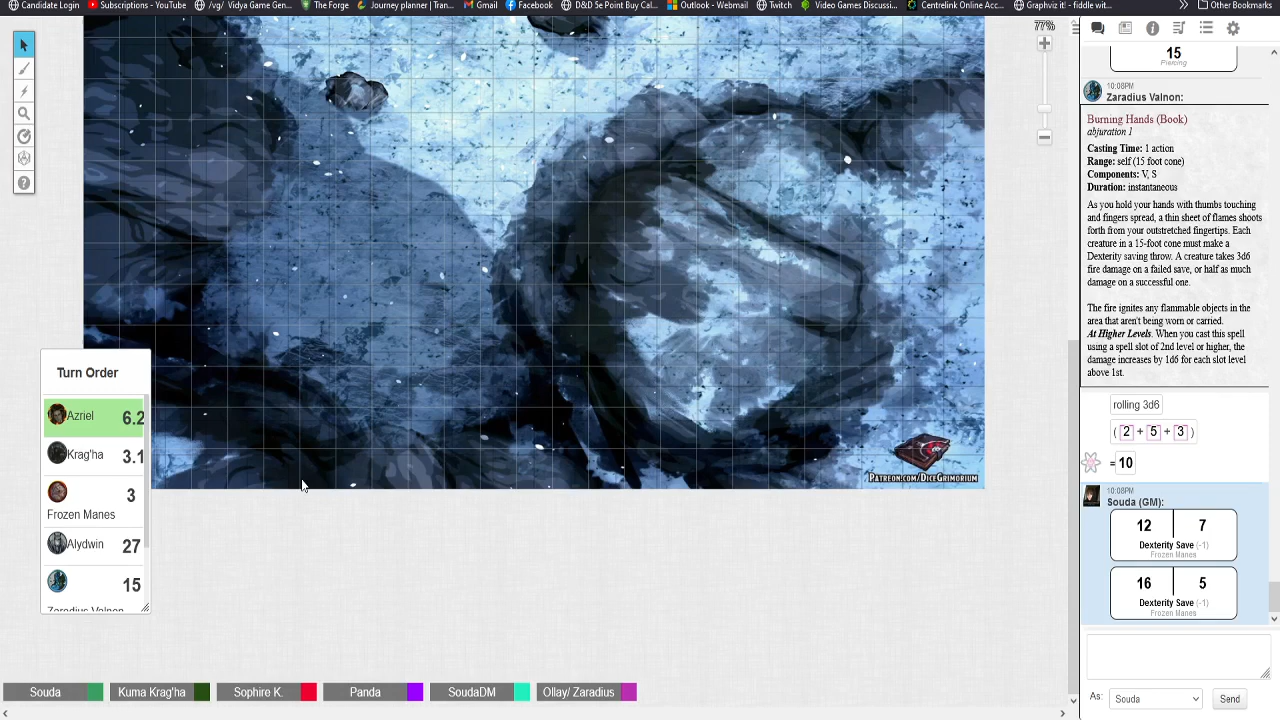 Candidate Login
Subscriptions - YouTube
/vg/ Vidya Game Gen...
The Forge
Journey planner | Tran...
Gmail
Facebook
D&D 5e Point Buy Cal...
Outlook - Webmail
Twitch
Video Games Discussi...
Centrelink Online Acc...
Graphviz it! - fiddle wit...
Other Bookmarks
77%
15
Piercing
10:08PM
Zaradius Valnon:
Burning Hands (Book)
abjuration 1
Casting Time: 1 action
Range: self (15 foot cone)
Components: V, S
Duration: instantaneous
As you hold your hands with thumbs touching
and fingers spread, a thin sheet of flames shoots
forth from your outstretched fingertips. Each
creature in a 15-foot cone must make a
Dexterity saving throw. A creature takes 3d6
fire damage on a failed save, or half as much
damage on a successful one.
The fire ignites any flammable objects in the
area that aren't being worn or carried.
At Higher Levels. When you cast this spell
using a spell slot of 2nd level or higher, the
damage increases by 1d6 for each slot level
above 1st.
rolling 3d6
( 2 + 5 + 3 )
= 10
10:08PM
Souda (GM):
12 7
Dexterity Save (-1)
Frozen Manes
16 5
Dexterity Save (-1)
Frozen Manes
As: Souda Send
Turn Order
Azriel 6.2
Krag'ha 3.1
3
Frozen Manes
Alydwin 27
15
Zaradius Valnon
PATREON.COM/DICEGRIMORIUM
Souda
Kuma Krag'ha
Sophire K.
Panda
SoudaDM
Ollay/ Zaradius